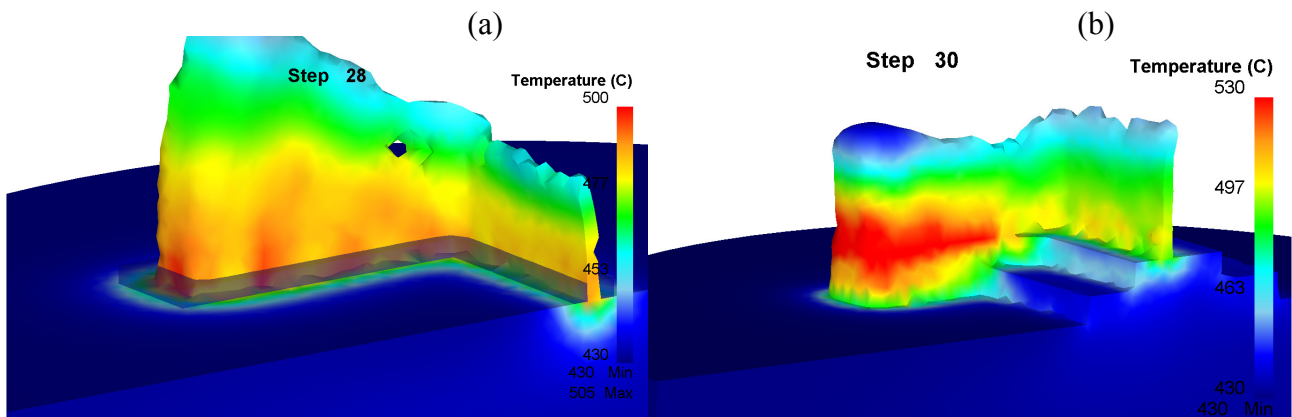 (a)
Step 28
Temperature (C)
500
477
453
430
430 Min
505 Max
(b)
Step 30
Temperature (C)
530
497
463
430
430 Min